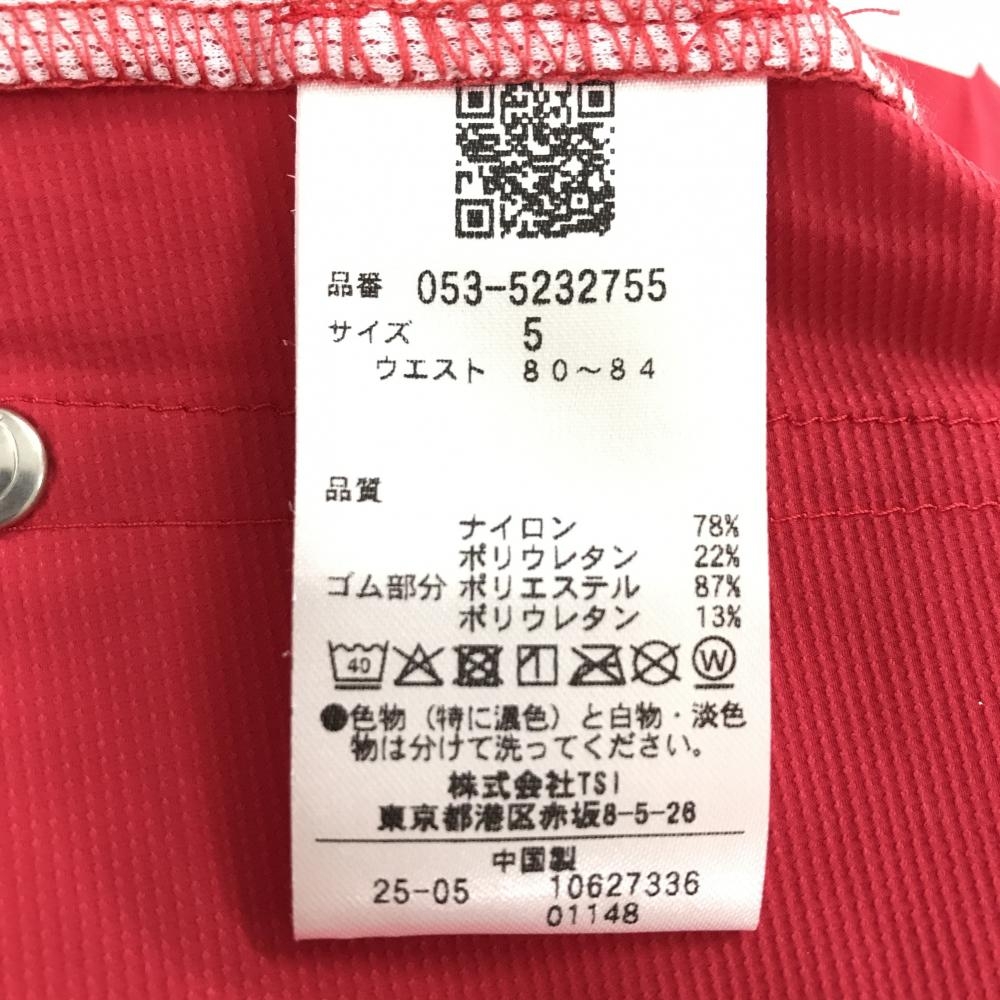 品番 053-5232755
サイズ 5
ウエスト 80～84
品質
ナイロン 78%
ポリウレタン 22%
ゴム部分 ポリエステル 87%
ポリウレタン 13%
40 W
●色物（特に濃色）と白物・淡色
物は分けて洗ってください。
株式会社TSI
東京都港区赤坂8-5-26
中国製
25-05 10627336
01148